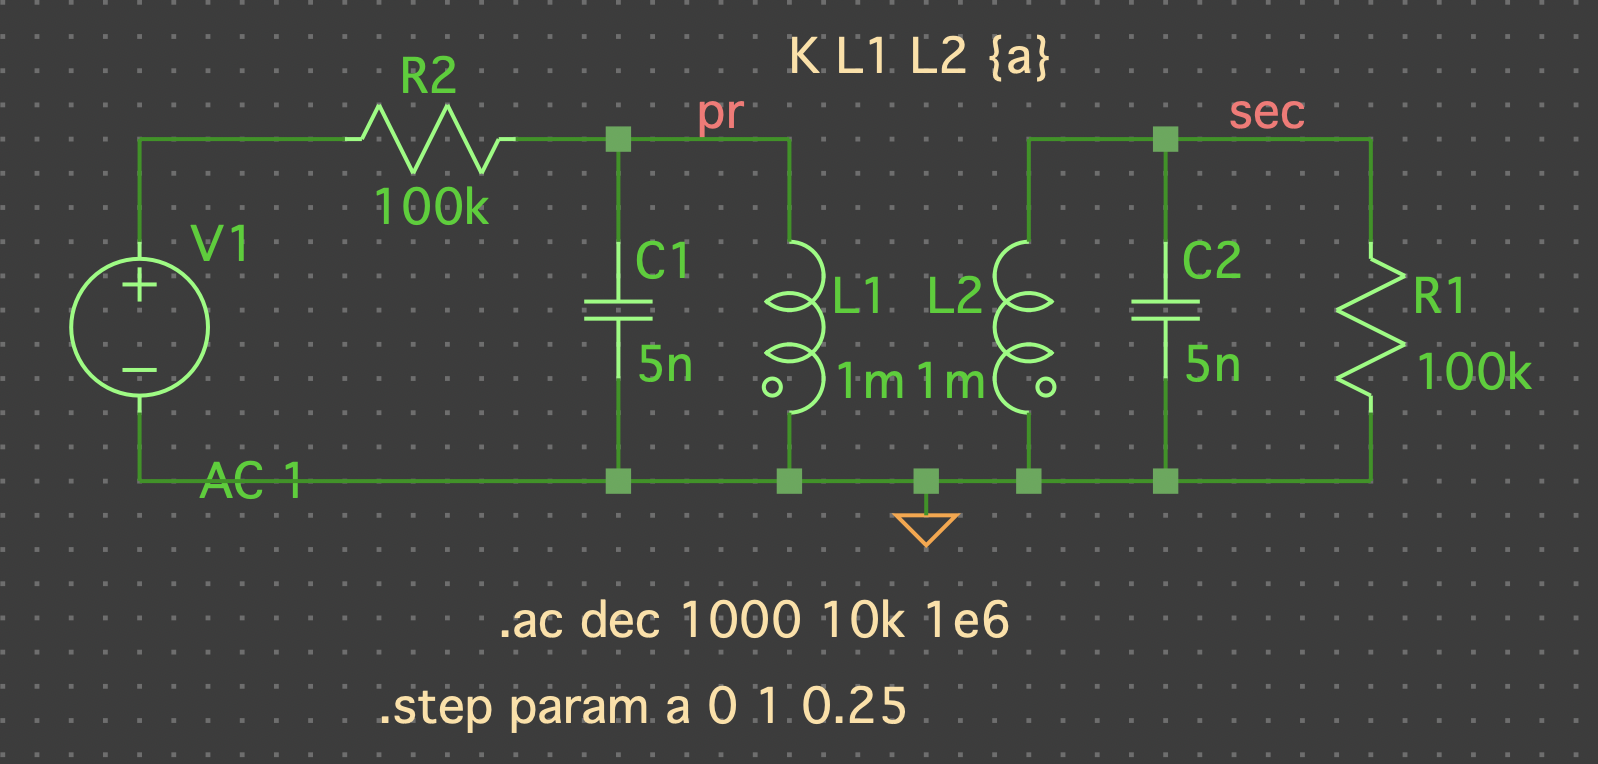 K L1 L2 {a}
R2
pr
sec
100k
V1
C1
C2
L1
L2
R1
5n
1m
1m
5n
100k
AC 1
.ac dec 1000 10k 1e6
.step param a 0 1 0.25